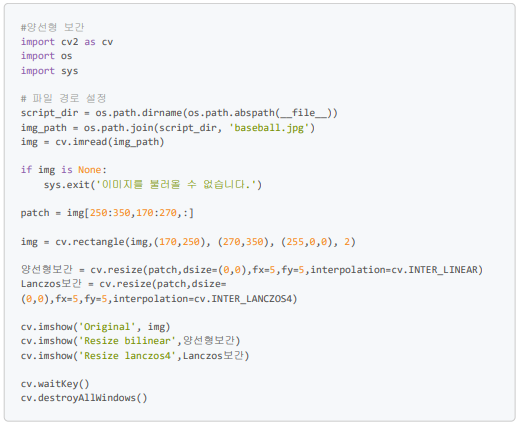 #양선형 보간
import cv2 as cv
import os
import sys

# 파일 경로 설정
script_dir = os.path.dirname(os.path.abspath(__file__))
img_path = os.path.join(script_dir, 'baseball.jpg')
img = cv.imread(img_path)

if img is None:
    sys.exit('이미지를 불러올 수 없습니다.')

patch = img[250:350,170:270,:]

img = cv.rectangle(img,(170,250), (270,350), (255,0,0), 2)

양선형보간 = cv.resize(patch,dsize=(0,0),fx=5,fy=5,interpolation=cv.INTER_LINEAR)
Lanczos보간 = cv.resize(patch,dsize=
(0,0),fx=5,fy=5,interpolation=cv.INTER_LANCZOS4)

cv.imshow('Original', img)
cv.imshow('Resize bilinear',양선형보간)
cv.imshow('Resize lanczos4',Lanczos보간)

cv.waitKey()
cv.destroyAllWindows()